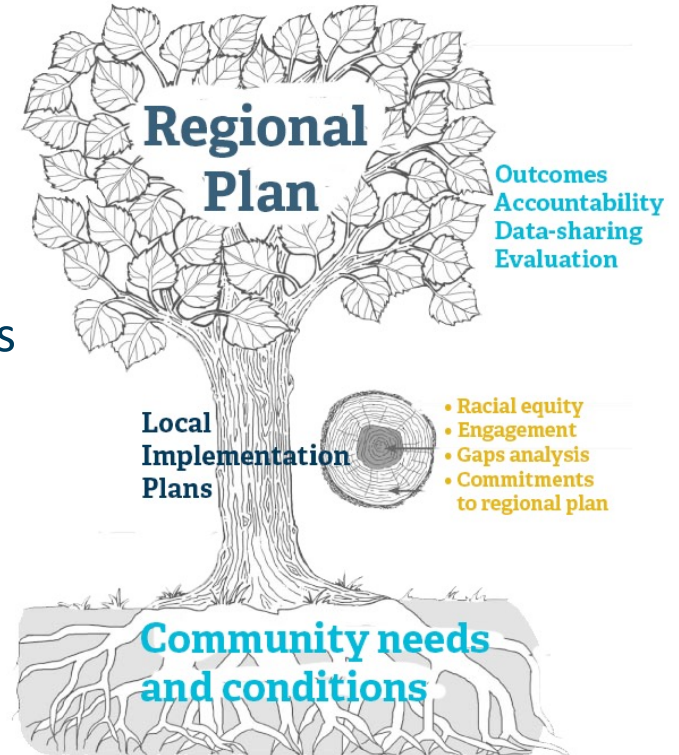 Regional
Plan
Outcomes
Accountability
Data-sharing
Evaluation
s
Local
Implementation
Plans
• Racial equity
• Engagement
• Gaps analysis
• Commitments
to regional plan
Community needs
and conditions